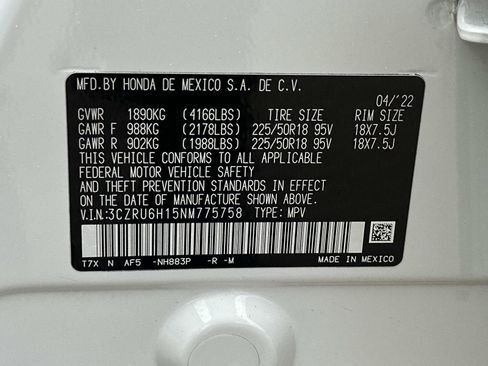 MFD.BY HONDA DE MEXICO S.A. DE C.V.
04/'22
GVWR 1890KG (4166LBS) TIRE SIZE RIM SIZE
GAWR F 988KG (2178LBS) 225/50R18 95V 18X7.5J
GAWR R 902KG (1988LBS) 225/50R18 95V 18X7.5J
THIS VEHICLE CONFORMS TO ALL APPLICABLE
FEDERAL MOTOR VEHICLE SAFETY
AND THEFT PREVENTION STANDARDS IN EFFECT
ON THE DATE OF MANUFACTURE SHOWN ABOVE.
V.I.N:3CZRU6H15NM775758 TYPE: MPV
T7X N AF5 -NH883P -R -M MADE IN MEXICO